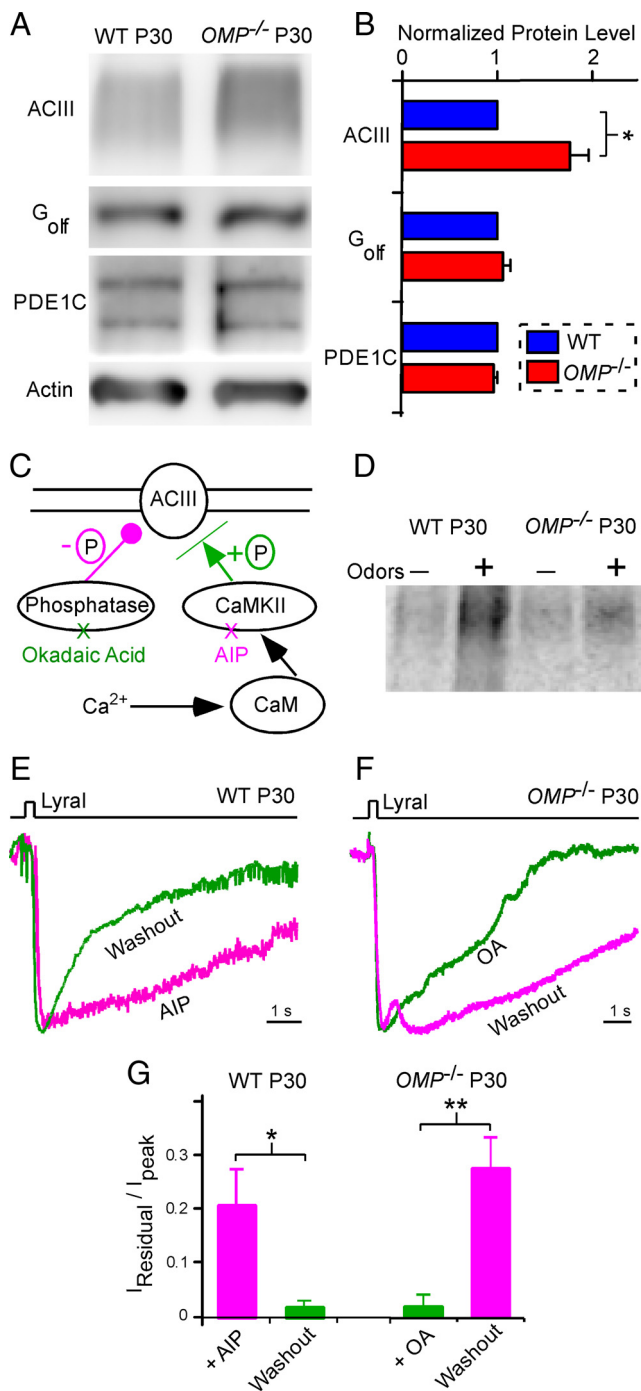 A
WT P30 OMP-/- P30
ACIII
Golf
PDE1C
Actin
B
Normalized Protein Level
0 1 2
ACIII
*
Golf
PDE1C
WT
OMP-/-
C
ACIII
- P
+ P
Phosphatase
CaMKII
X
X
Okadaic Acid
AIP
Ca2+
CaM
D
WT P30 OMP-/- P30
Odors — + — +
E
Lyral WT P30
Washout
AIP
1 s
F
Lyral OMP-/- P30
OA
Washout
1 s
G
WT P30 OMP-/- P30
* **
IResidual / Ipeak
0.3
0.2
0.1
0
+ AIP Washout + OA Washout